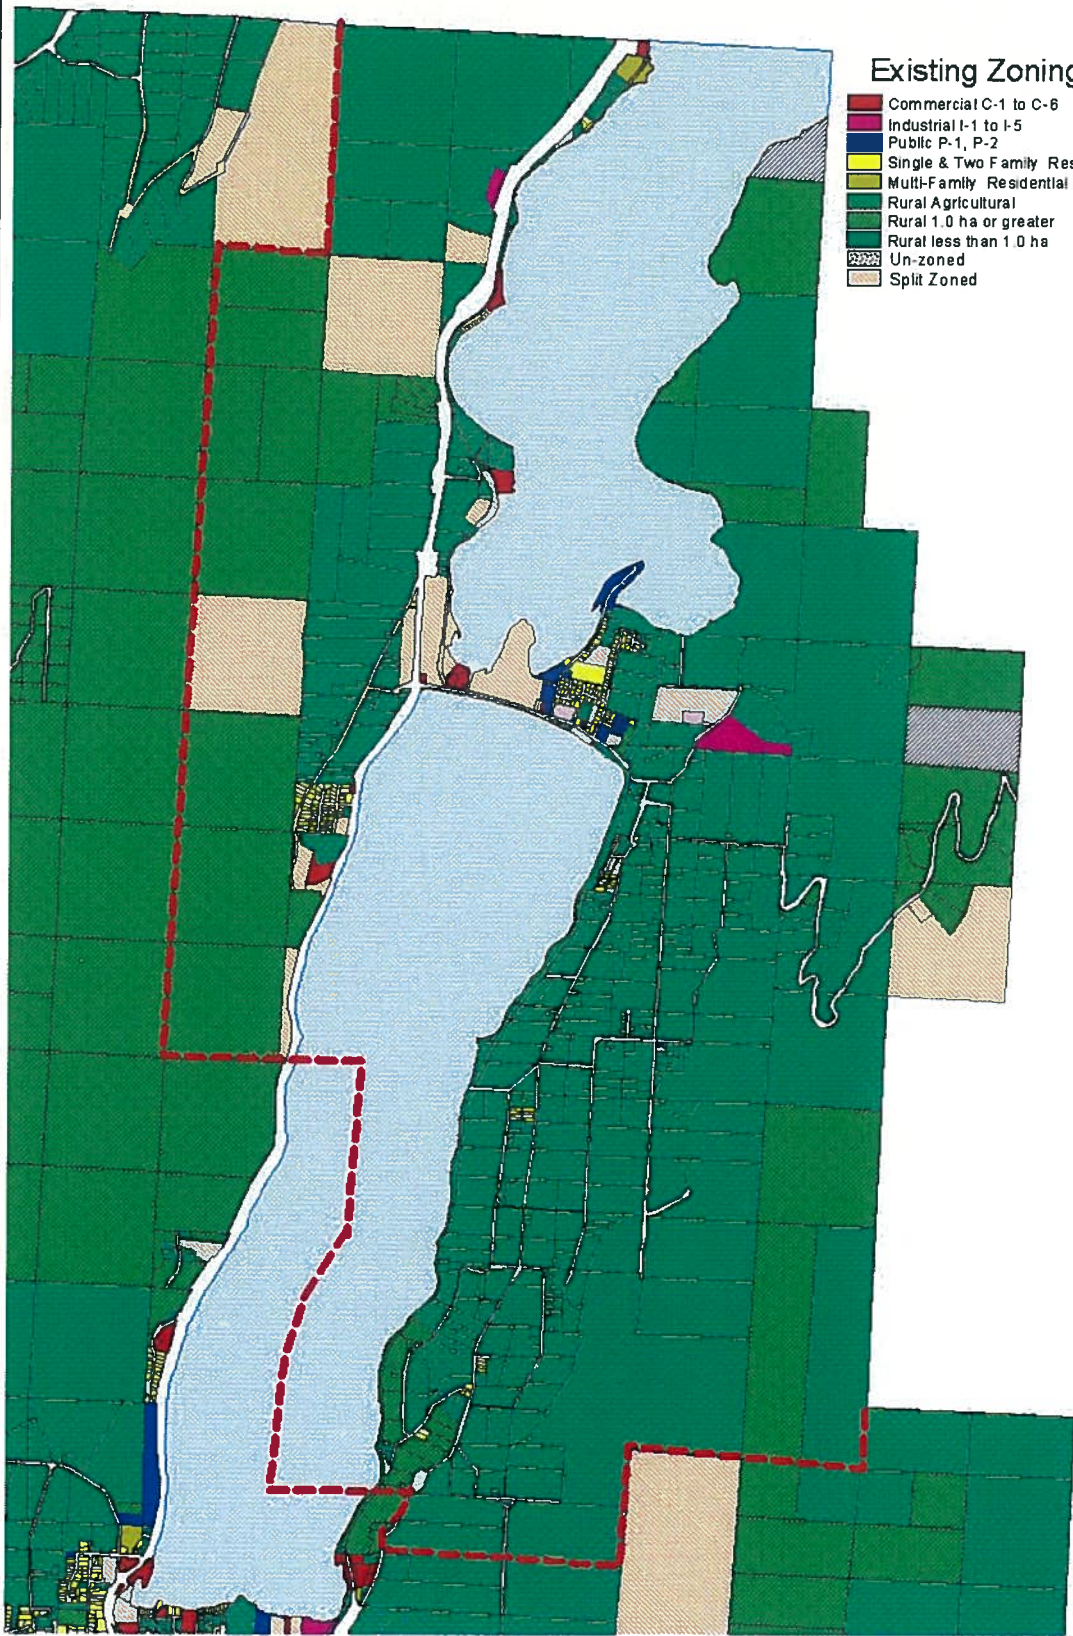 Existing Zoning
Commercial C-1 to C-6
Industrial I-1 to I-5
Public P-1, P-2
Single & Two Family Res
Multi-Family Residential
Rural Agricultural
Rural 1.0 ha or greater
Rural less than 1.0 ha
Un-zoned
Split Zoned